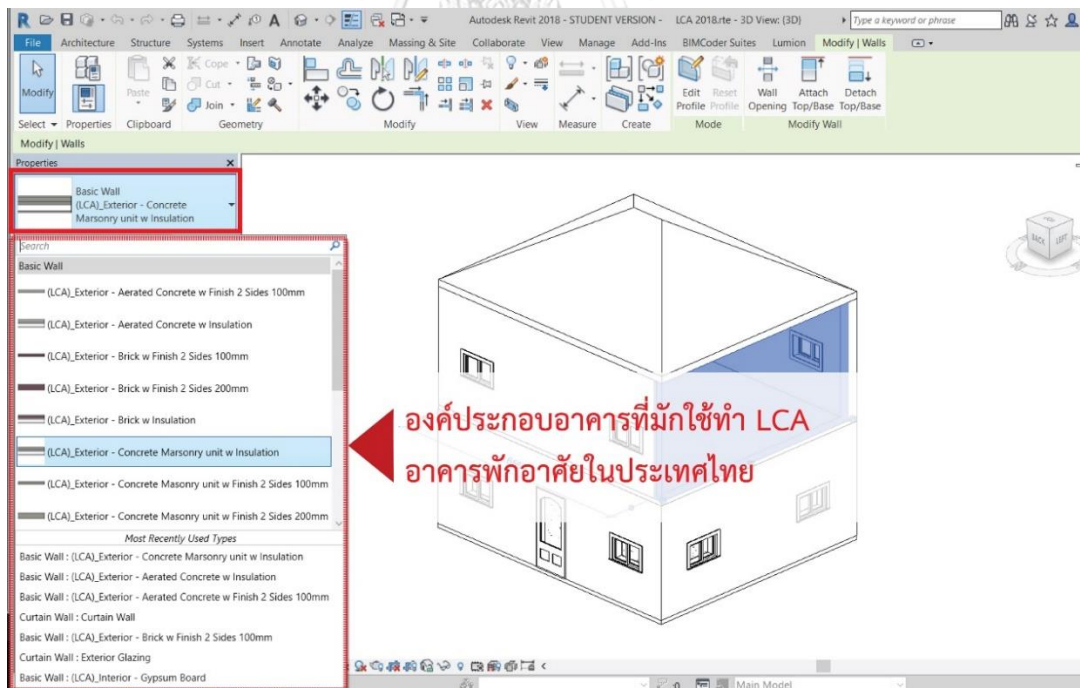 Autodesk Revit 2018 - STUDENT VERSION - LCA 2018.rte - 3D View: {3D}
Type a keyword or phrase
File Architecture Structure Systems Insert Annotate Analyze Massing & Site Collaborate View Manage Add-Ins BIMCoder Suites Lumion Modify | Walls
Modify
Paste
Cope
Cut
Join
Edit Profile
Reset Profile
Wall Opening
Attach Top/Base
Detach Top/Base
Select Properties Clipboard Geometry Modify View Measure Create Mode Modify Wall
Modify | Walls
Properties
Basic Wall
(LCA)_Exterior - Concrete
Marsonry unit w Insulation
Search
Basic Wall
(LCA)_Exterior - Aerated Concrete w Finish 2 Sides 100mm
(LCA)_Exterior - Aerated Concrete w Insulation
(LCA)_Exterior - Brick w Finish 2 Sides 100mm
(LCA)_Exterior - Brick w Finish 2 Sides 200mm
(LCA)_Exterior - Brick w Insulation
(LCA)_Exterior - Concrete Marsonry unit w Insulation
(LCA)_Exterior - Concrete Masonry unit w Finish 2 Sides 100mm
(LCA)_Exterior - Concrete Masonry unit w Finish 2 Sides 200mm
Most Recently Used Types
Basic Wall : (LCA)_Exterior - Concrete Marsonry unit w Insulation
Basic Wall : (LCA)_Exterior - Aerated Concrete w Insulation
Basic Wall : (LCA)_Exterior - Aerated Concrete w Finish 2 Sides 100mm
Curtain Wall : Curtain Wall
Basic Wall : (LCA)_Exterior - Brick w Finish 2 Sides 100mm
Curtain Wall : Exterior Glazing
Basic Wall : (LCA)_Interior - Gypsum Board
องค์ประกอบอาคารที่มักใช้ทำ LCA
อาคารพักอาศัยในประเทศไทย
BACK LEFT
:0 Main Model